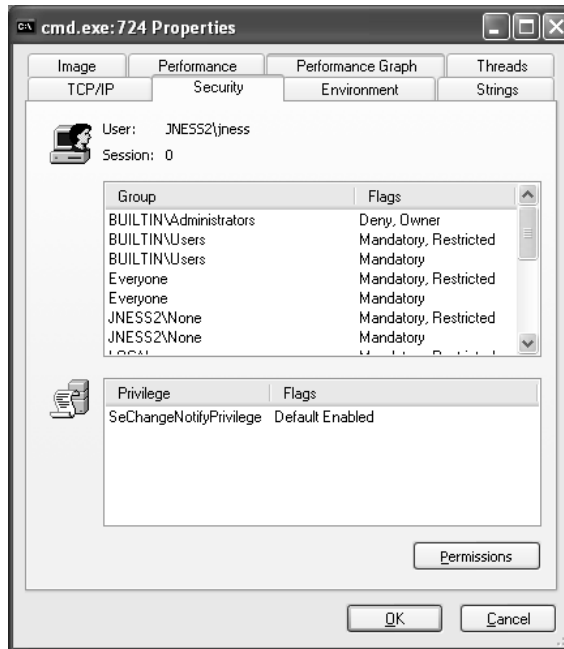 cmd.exe:724 Properties
Image Performance Performance Graph Threads
TCP/IP Security Environment Strings
User: JNESS2\jness
Session: 0
Group Flags
BUILTIN\Administrators Deny, Owner
BUILTIN\Users Mandatory, Restricted
BUILTIN\Users Mandatory
Everyone Mandatory, Restricted
Everyone Mandatory
JNESS2\None Mandatory, Restricted
JNESS2\None Mandatory
Privilege Flags
SeChangeNotifyPrivilege Default Enabled
Permissions
OK Cancel